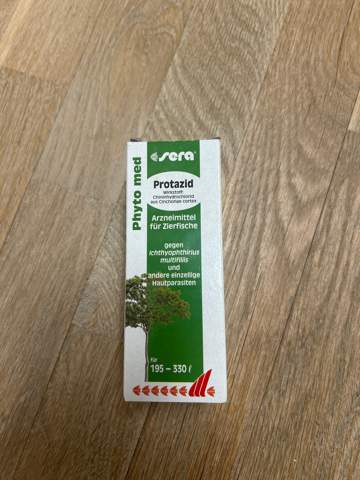 Phyto med
sera
Protazid
Wirkstoff:
Chininhydrochlorid
aus Cinchonae cortex
Arzneimittel
für Zierfische
gegen
Ichthyophthirius
multifiliis
und
andere einzellige
Hautparasiten
für
195 – 330 l